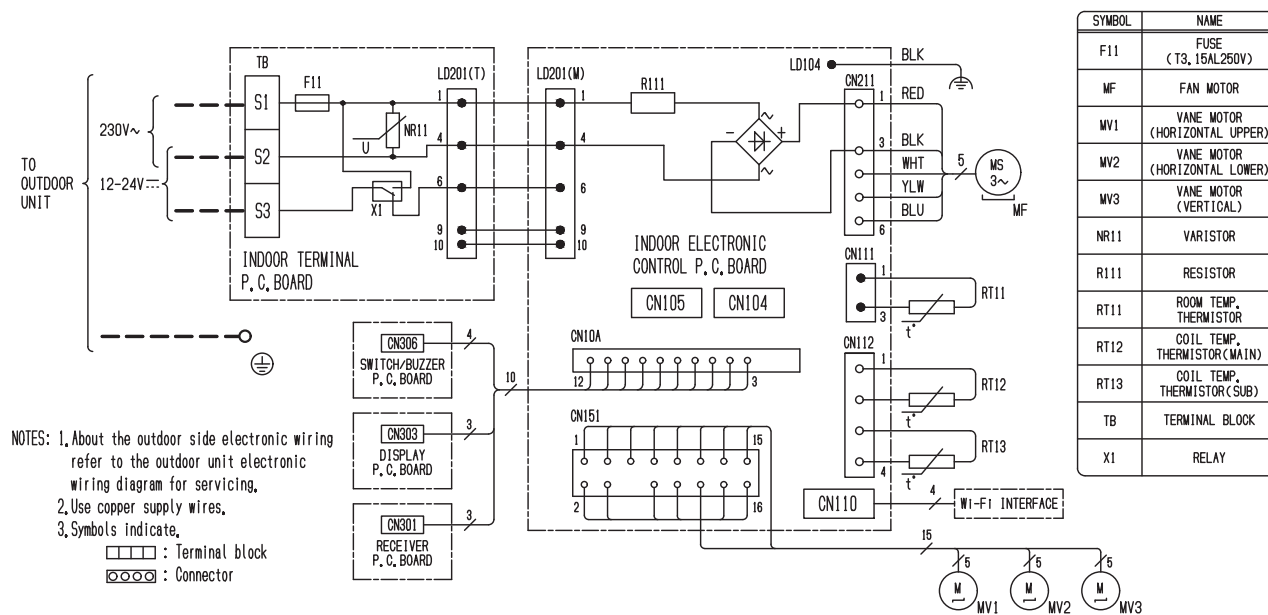 TO
OUTDOOR
UNIT
230V~
12-24V⎓
TB
S1
S2
S3
F11
NR11
U
X1
LD201(T)
1
4
6
9
10
INDOOR TERMINAL
P.C.BOARD
LD201(M)
1
4
6
9
10
R111
LD104
BLK
CN211
1
3
6
RED
BLK
WHT
YLW
BLU
5
MS
3~
MF
~
-
+
~
INDOOR ELECTRONIC
CONTROL P.C.BOARD
CN105
CN104
CN111
1
3
RT11
t°
CN112
1
4
RT12
t°
RT13
t°
CN110
4
Wi-Fi INTERFACE
CN10A
12
3
10
CN151
1
15
2
16
CN306
4
SWITCH/BUZZER
P.C.BOARD
CN303
3
DISPLAY
P.C.BOARD
CN301
3
RECEIVER
P.C.BOARD
15
5
5
5
M
M
M
MV1
MV2
MV3
NOTES: 1.About the outdoor side electronic wiring
refer to the outdoor unit electronic
wiring diagram for servicing.
2.Use copper supply wires.
3.Symbols indicate.
: Terminal block
: Connector
SYMBOL NAME
F11 FUSE
(T3.15AL250V)
MF FAN MOTOR
MV1 VANE MOTOR
(HORIZONTAL UPPER)
MV2 VANE MOTOR
(HORIZONTAL LOWER)
MV3 VANE MOTOR
(VERTICAL)
NR11 VARISTOR
R111 RESISTOR
RT11 ROOM TEMP.
THERMISTOR
RT12 COIL TEMP.
THERMISTOR(MAIN)
RT13 COIL TEMP.
THERMISTOR(SUB)
TB TERMINAL BLOCK
X1 RELAY